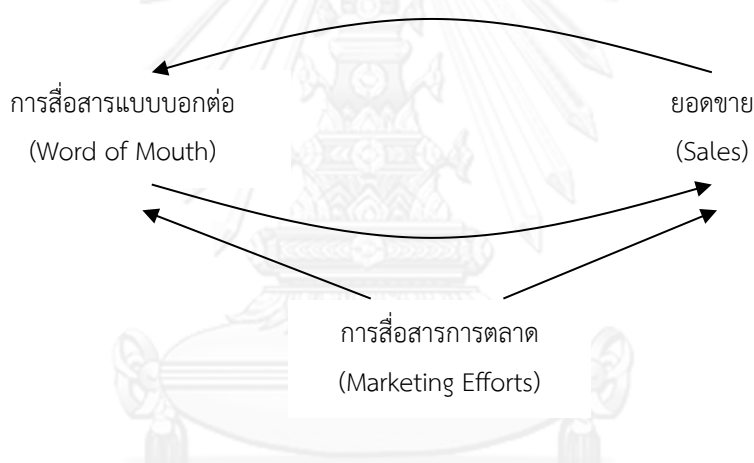 การสื่อสารแบบบอกต่อ
(Word of Mouth)
ยอดขาย
(Sales)
การสื่อสารการตลาด
(Marketing Efforts)